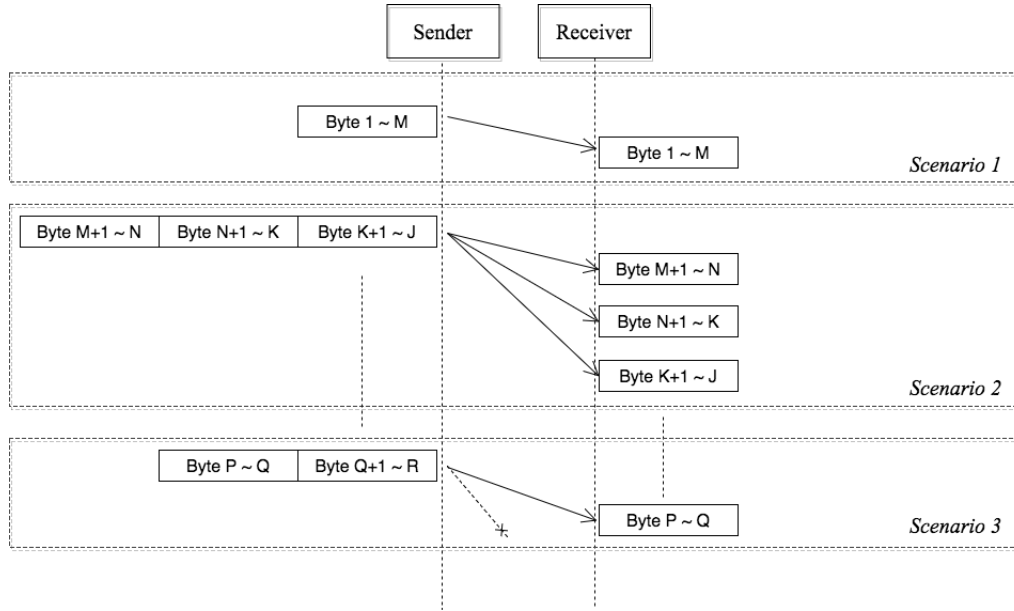 Sender
Receiver
Byte 1 ~ M
Byte 1 ~ M
Scenario 1
Byte M+1 ~ N
Byte N+1 ~ K
Byte K+1 ~ J
Byte M+1 ~ N
Byte N+1 ~ K
Byte K+1 ~ J
Scenario 2
Byte P ~ Q
Byte Q+1 ~ R
Byte P ~ Q
Scenario 3